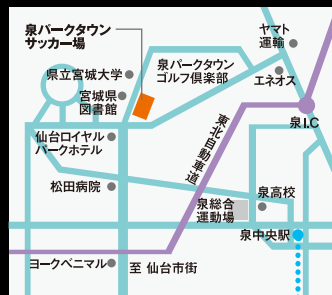 泉パークタウン
サッカー場
ヤマト
運輸
泉パークタウン
ゴルフ倶楽部
県立宮城大学
エネオス
宮城県
図書館
泉I.C
仙台ロイヤル
パークホテル
東北自動車道
松田病院
泉高校
泉総合
運動場
泉中央駅
ヨークベニマル
至 仙台市街